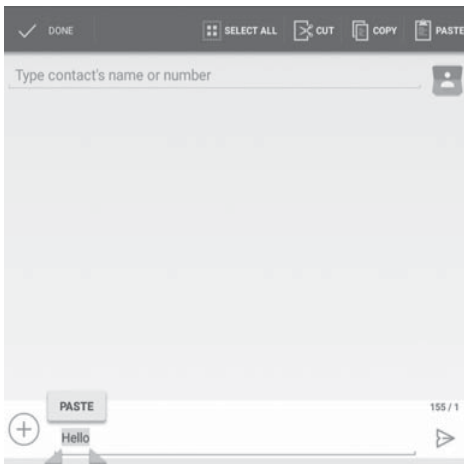 DONE SELECT ALL CUT COPY PASTE
Type contact's name or number
PASTE
155 / 1
Hello